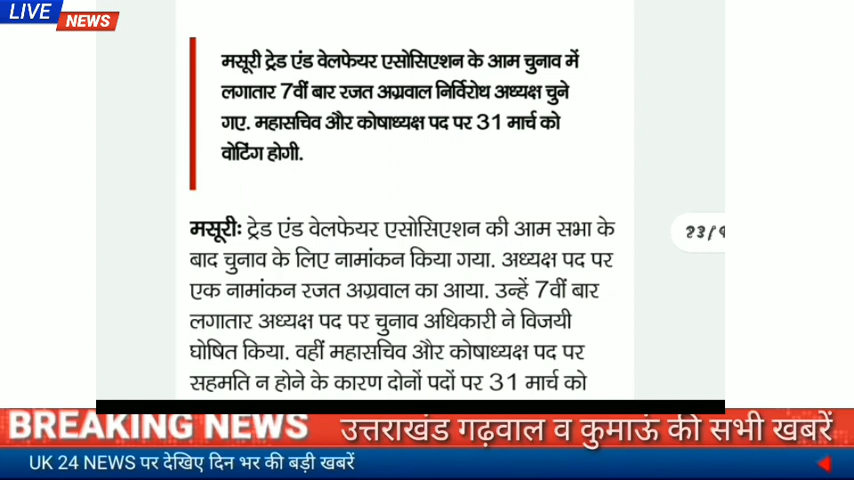 LIVE
NEWS
मसूरी ट्रेड एंड वेलफेयर एसोसिएशन के आम चुनाव में
लगातार 7वीं बार रजत अग्रवाल निर्विरोध अध्यक्ष चुने
गए. महासचिव और कोषाध्यक्ष पद पर 31 मार्च को
वोटिंग होगी.
मसूरीः ट्रेड एंड वेलफेयर एसोसिएशन की आम सभा के
बाद चुनाव के लिए नामांकन किया गया. अध्यक्ष पद पर
एक नामांकन रजत अग्रवाल का आया. उन्हें 7वीं बार
लगातार अध्यक्ष पद पर चुनाव अधिकारी ने विजयी
घोषित किया. वहीं महासचिव और कोषाध्यक्ष पद पर
सहमति न होने के कारण दोनों पदों पर 31 मार्च को
BREAKING NEWS
उत्तराखंड गढ़वाल व कुमाऊं की सभी खबरें
UK 24 NEWS पर देखिए दिन भर की बड़ी खबरें